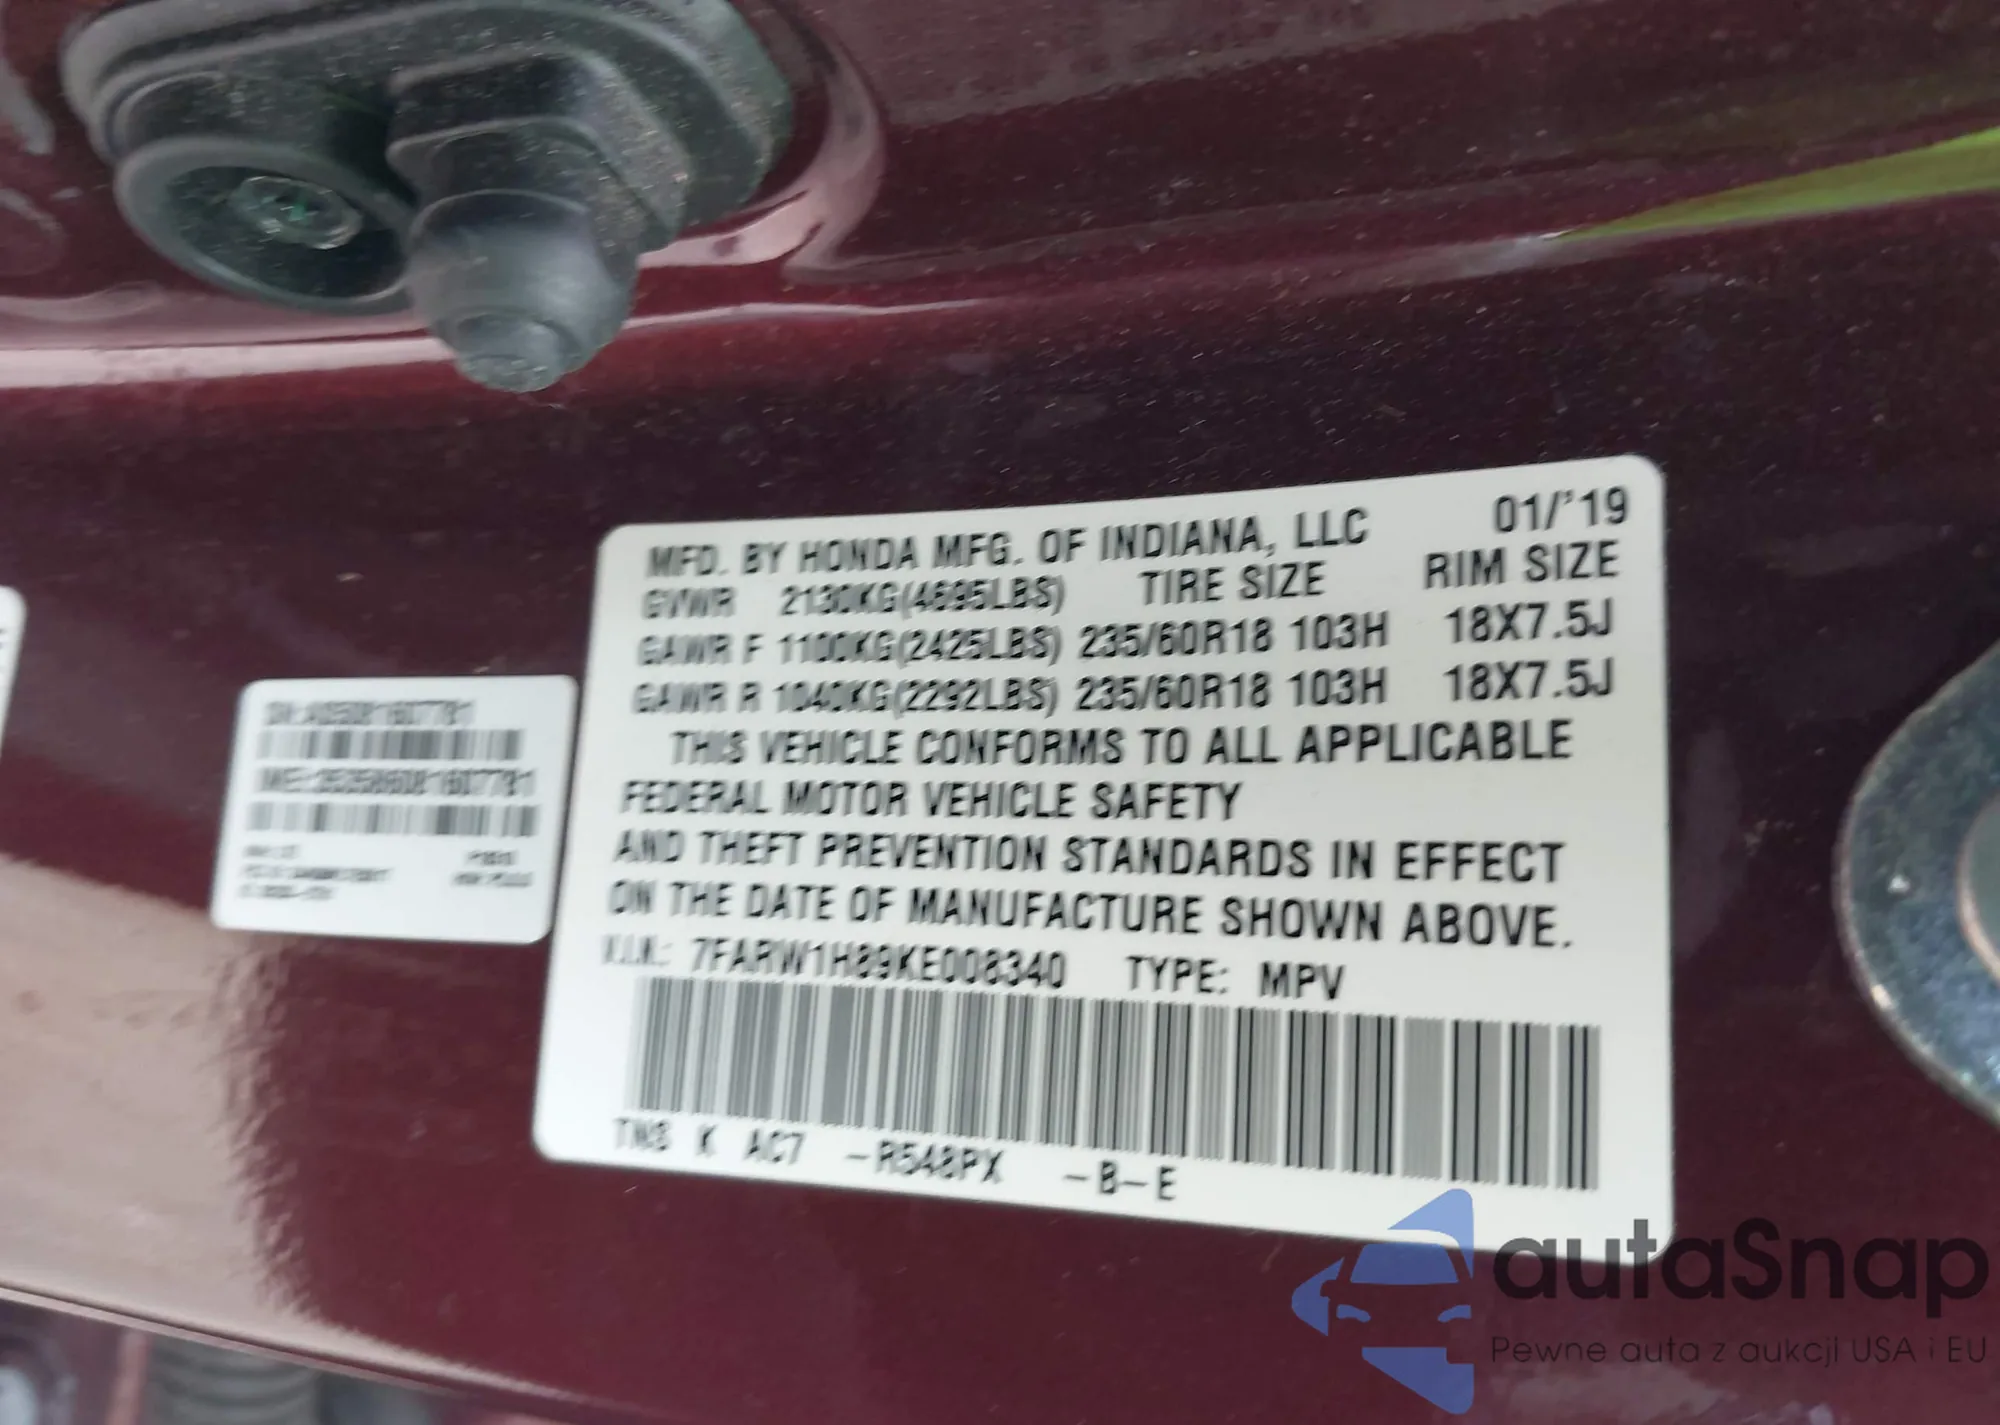 MFD. BY HONDA MFG. OF INDIANA, LLC 01/'19
GVWR 2130KG(4695LBS) TIRE SIZE RIM SIZE
GAWR F 1100KG(2425LBS) 235/60R18 103H 18X7.5J
GAWR R 1040KG(2292LBS) 235/60R18 103H 18X7.5J
THIS VEHICLE CONFORMS TO ALL APPLICABLE
FEDERAL MOTOR VEHICLE SAFETY
AND THEFT PREVENTION STANDARDS IN EFFECT
ON THE DATE OF MANUFACTURE SHOWN ABOVE.
V.I.N.: 7FARW1H89KE008340 TYPE: MPV
TW8 K AC7 -R548PX -B-E
autaSnap
Pewne auta z aukcji USA i EU